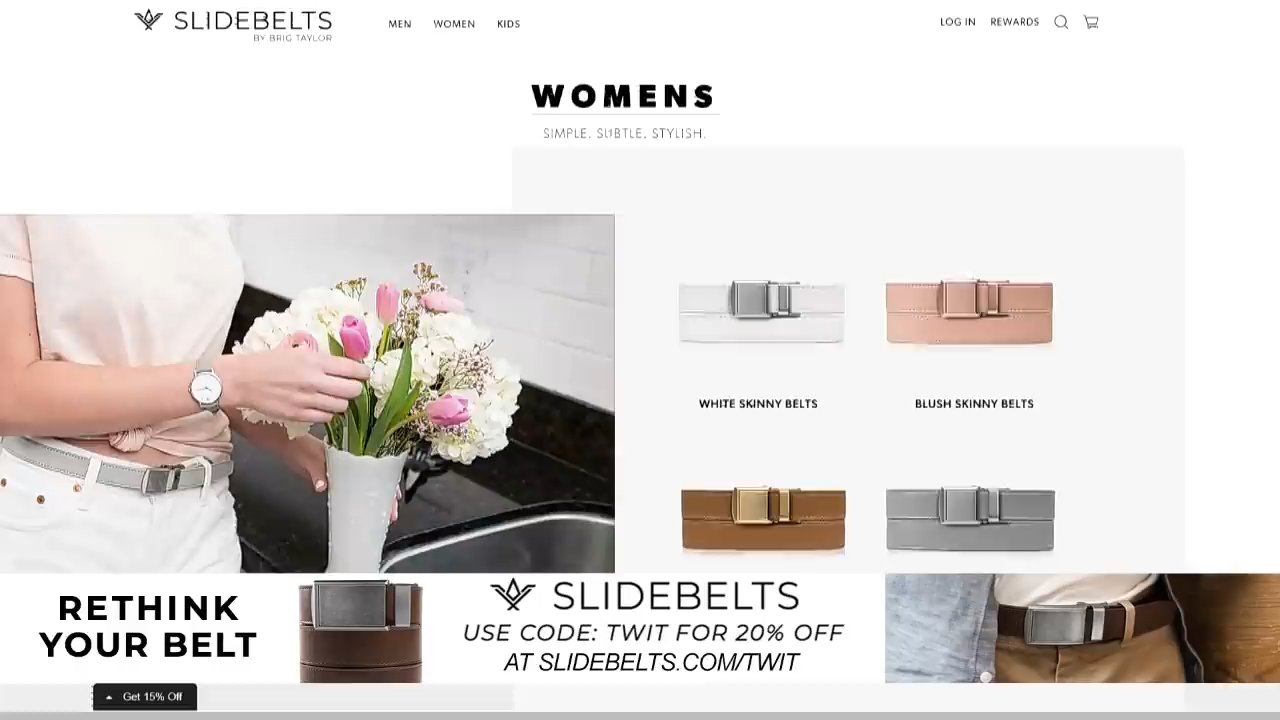 SLIDEBELTS
BY BRIG TAYLOR
MEN WOMEN KIDS
LOG IN REWARDS
WOMENS
SIMPLE. SUBTLE, STYLISH.
WHITE SKINNY BELTS
BLUSH SKINNY BELTS
RETHINK
YOUR BELT
SLIDEBELTS
USE CODE: TWIT FOR 20% OFF
AT SLIDEBELTS.COM/TWIT
Get 15% Off